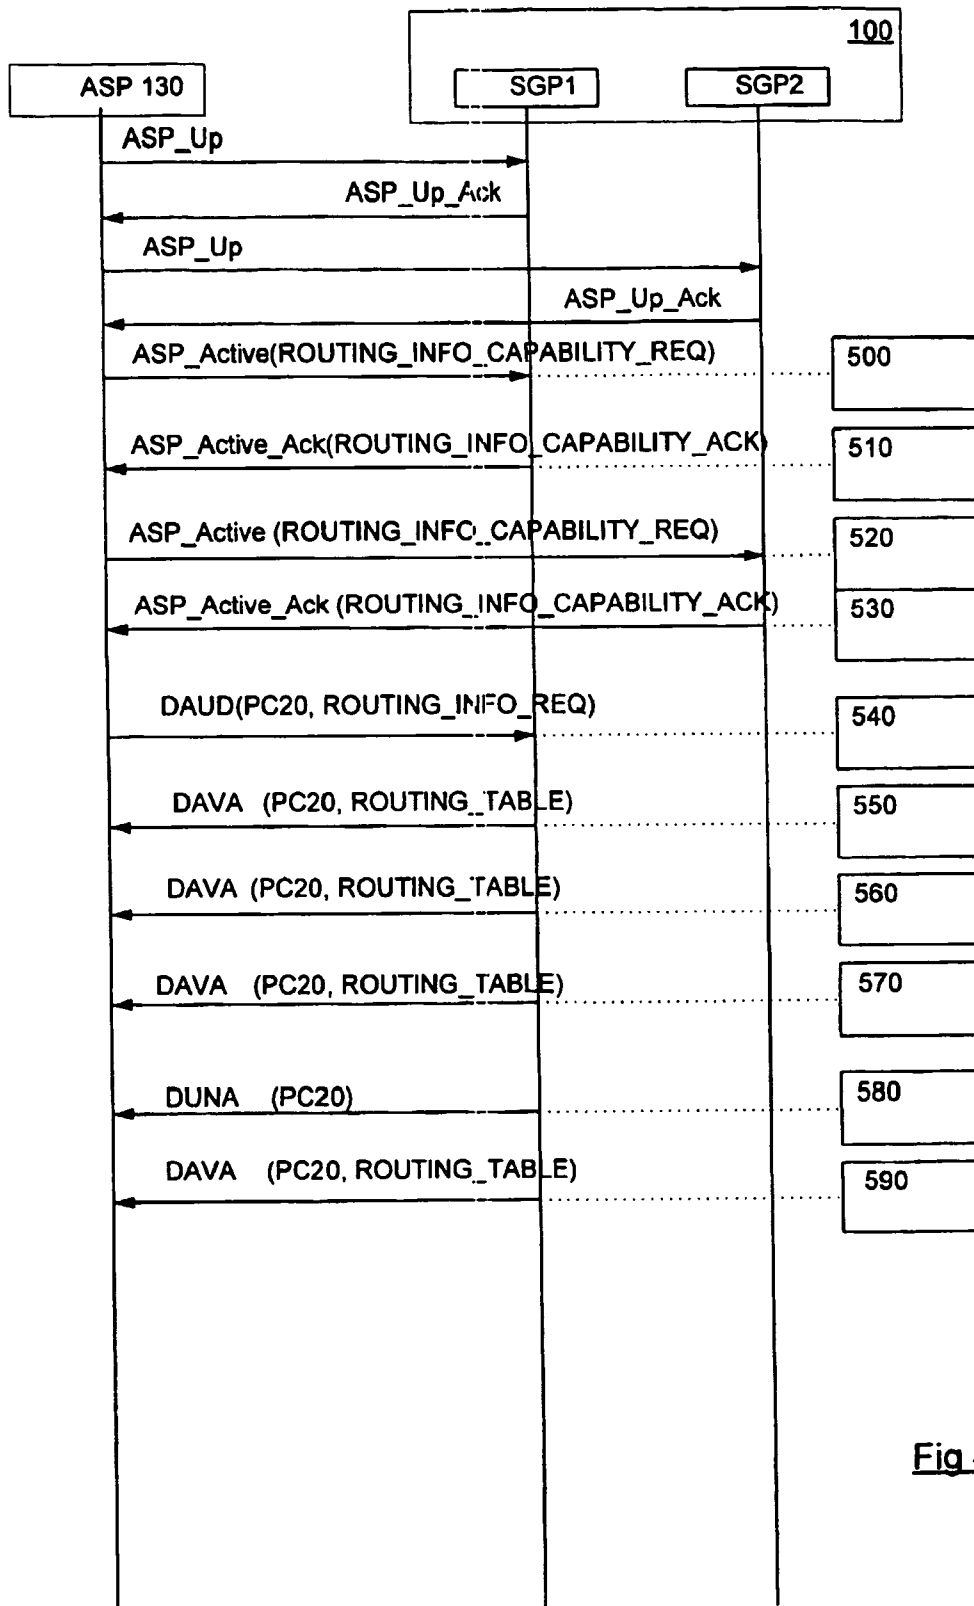 100
ASP 130
SGP1
SGP2
ASP_Up
ASP_Up_Ack
ASP_Up
ASP_Up_Ack
ASP_Active(ROUTING_INFO_CAPABILITY_REQ)
500
ASP_Active_Ack(ROUTING_INFO_CAPABILITY_ACK)
510
ASP_Active (ROUTING_INFO_CAPABILITY_REQ)
520
ASP_Active_Ack (ROUTING_INFO_CAPABILITY_ACK)
530
DAUD(PC20, ROUTING_INFO_REQ)
540
DAVA (PC20, ROUTING_TABLE)
550
DAVA (PC20, ROUTING_TABLE)
560
DAVA (PC20, ROUTING_TABLE)
570
DUNA (PC20)
580
DAVA (PC20, ROUTING_TABLE)
590
Fig